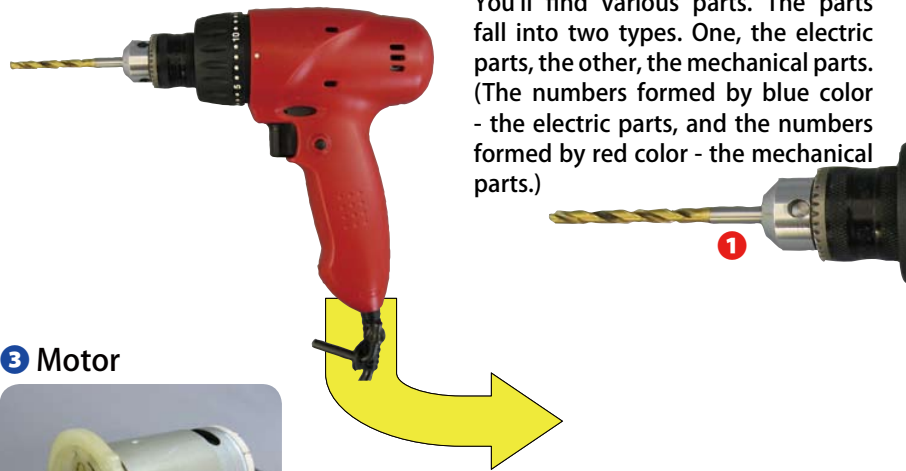 You'll find various parts. The parts
fall into two types. One, the electric
parts, the other, the mechanical parts.
(The numbers formed by blue color
- the electric parts, and the numbers
formed by red color - the mechanical
parts.)
10
5
1
3 Motor